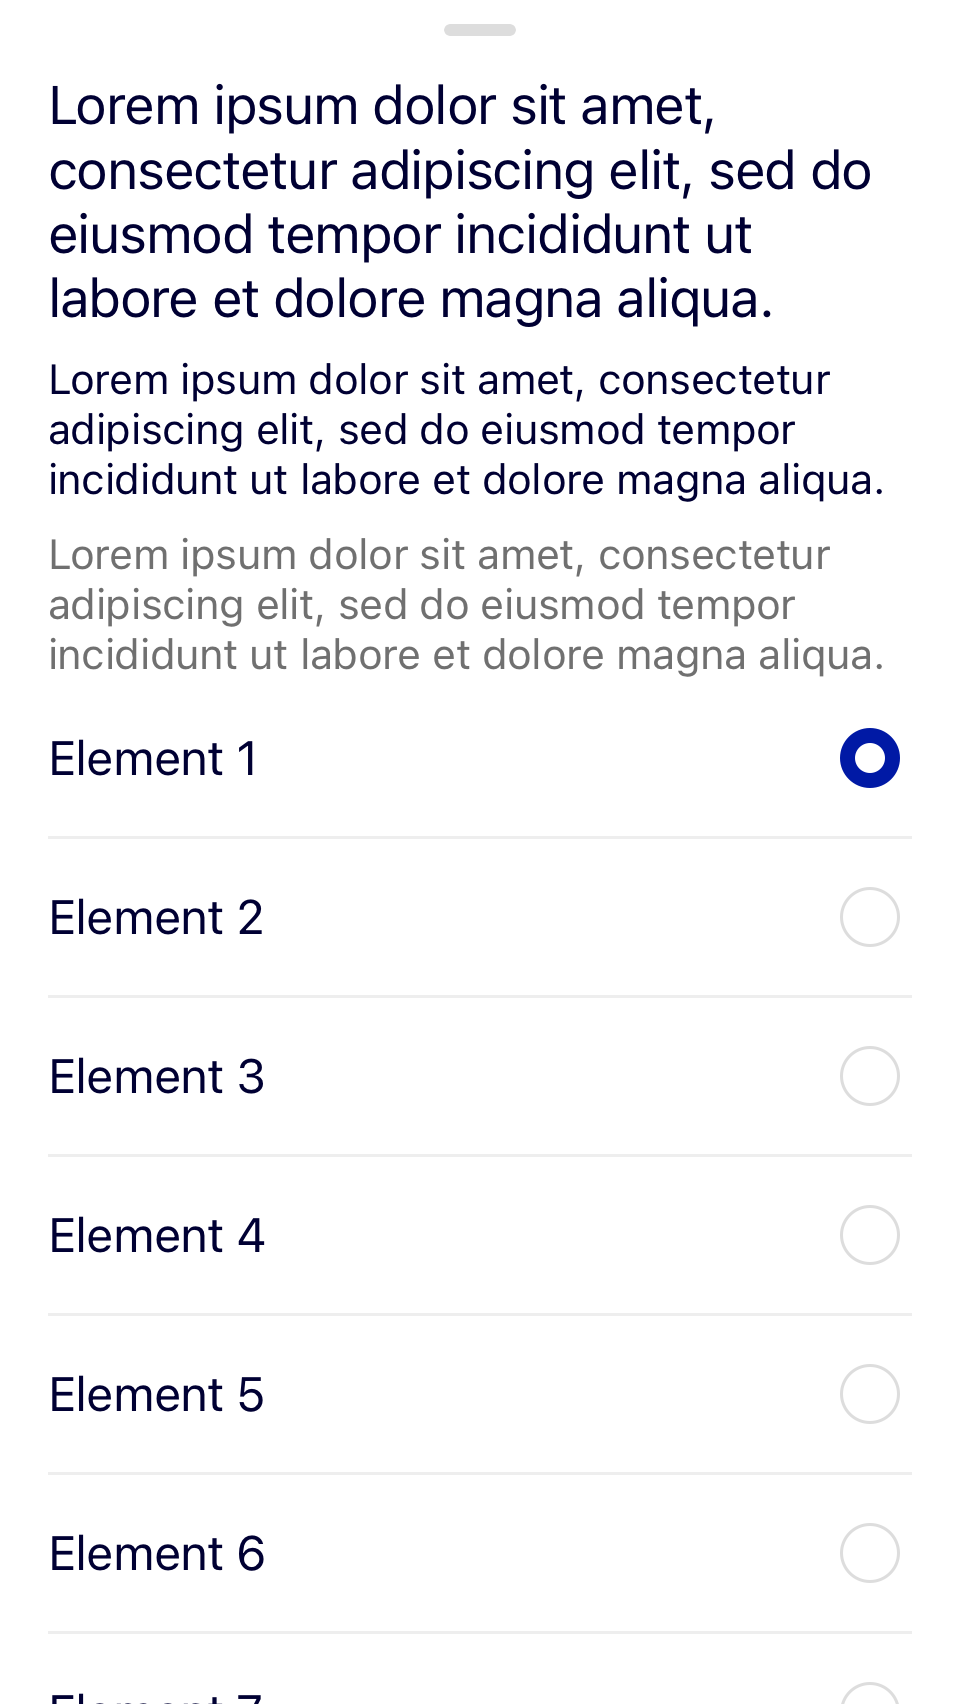 Lorem ipsum dolor sit amet,
consectetur adipiscing elit, sed do
eiusmod tempor incididunt ut
labore et dolore magna aliqua.
Lorem ipsum dolor sit amet, consectetur
adipiscing elit, sed do eiusmod tempor
incididunt ut labore et dolore magna aliqua.
Lorem ipsum dolor sit amet, consectetur
adipiscing elit, sed do eiusmod tempor
incididunt ut labore et dolore magna aliqua.
Element 1
Element 2
Element 3
Element 4
Element 5
Element 6
Element 7